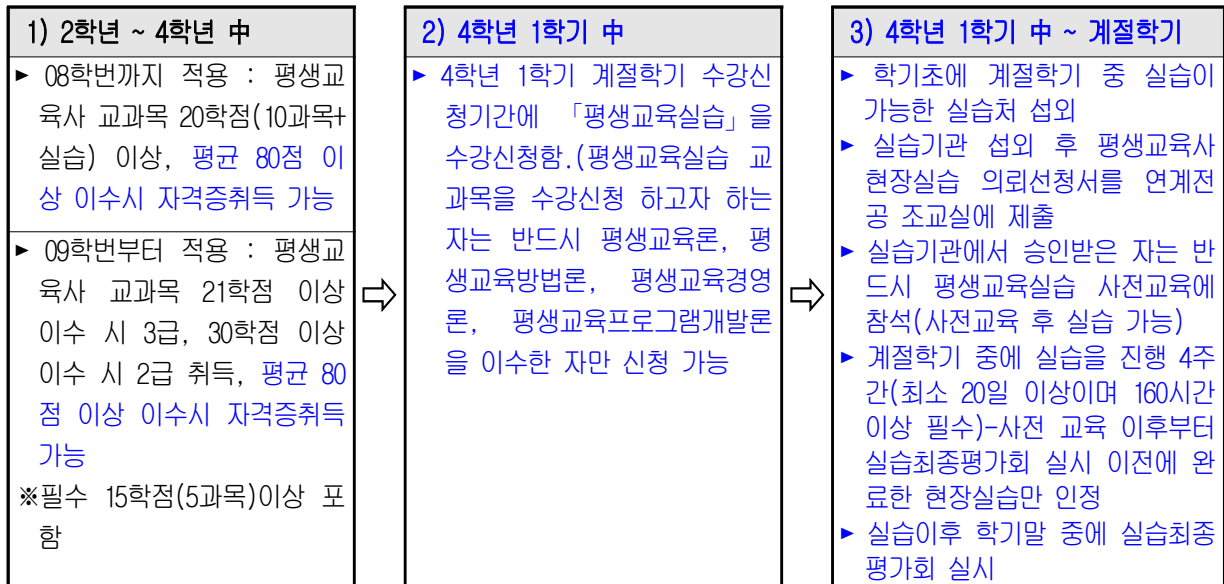 1) 2학년 ~ 4학년 中
► 08학번까지 적용 : 평생교
육사 교과목 20학점(10과목+
실습) 이상, 평균 80점 이
상 이수시 자격증취득 가능
► 09학번부터 적용 : 평생교
육사 교과목 21학점 이상
이수 시 3급, 30학점 이상
이수 시 2급 취득, 평균 80
점 이상 이수시 자격증취득
가능
※필수 15학점(5과목)이상 포
함
⇨
2) 4학년 1학기 中
► 4학년 1학기 계절학기 수강신
청기간에 「평생교육실습」을
수강신청함.(평생교육실습 교
과목을 수강신청 하고자 하는
자는 반드시 평생교육론, 평
생교육방법론, 평생교육경영
론, 평생교육프로그램개발론
을 이수한 자만 신청 가능
⇨
3) 4학년 1학기 中 ~ 계절학기
► 학기초에 계절학기 중 실습이
가능한 실습처 섭외
► 실습기관 섭외 후 평생교육사
현장실습 의뢰선청서를 연계전
공 조교실에 제출
► 실습기관에서 승인받은 자는 반
드시 평생교육실습 사전교육에
참석(사전교육 후 실습 가능)
► 계절학기 중에 실습을 진행 4주
간(최소 20일 이상이며 160시간
이상 필수)-사전 교육 이후부터
실습최종평가회 실시 이전에 완
료한 현장실습만 인정
► 실습이후 학기말 중에 실습최종
평가회 실시